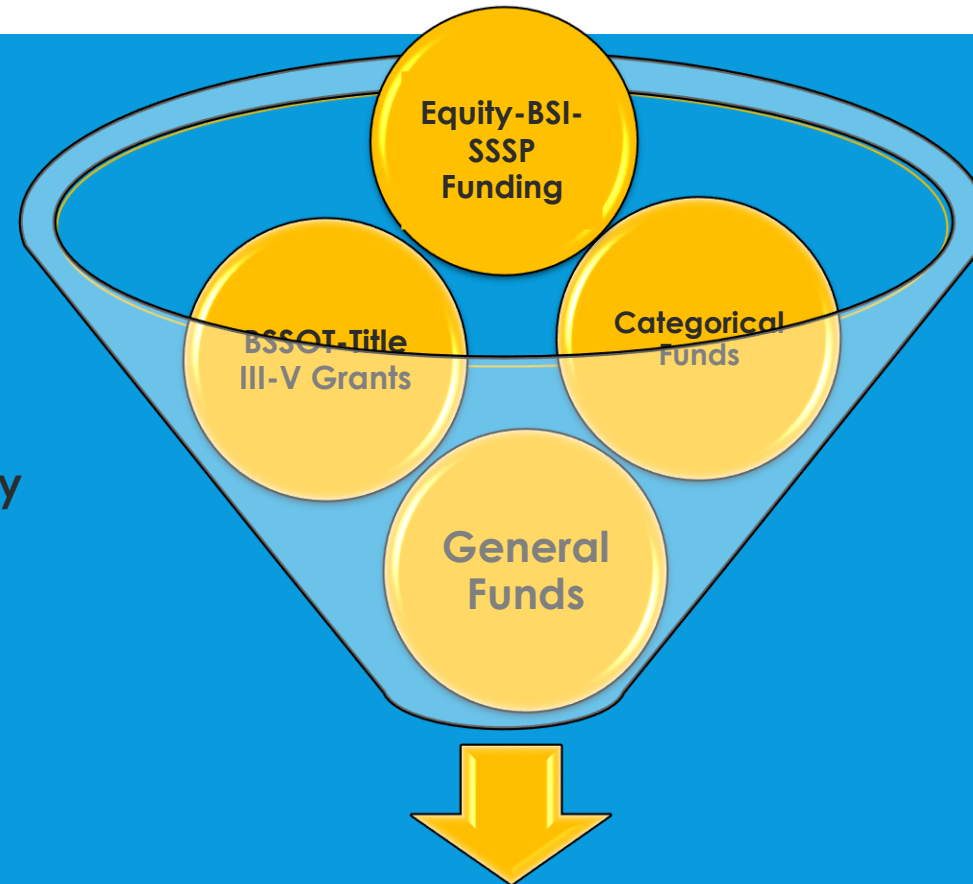 Equity-BSI-
SSSP
Funding
BSSOT-Title
III-V Grants
Categorical
Funds
y
General
Funds